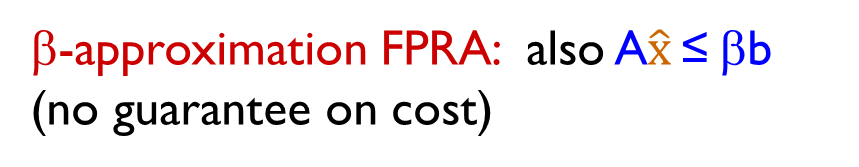 β-approximation FPRA: also Ax̂ ≤ βb
(no guarantee on cost)